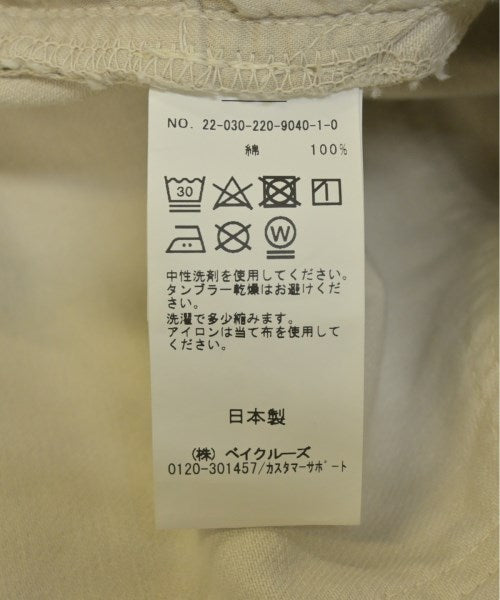 NO. 22-030-220-9040-1-0
綿 100%
30
W
中性洗剤を使用してください。
タンブラー乾燥はお避けくだ
さい。
洗濯で多少縮みます。
アイロンは当て布を使用して
ください。
日本製
(株) ベイクルーズ
0120-301457/カスタマーサポート